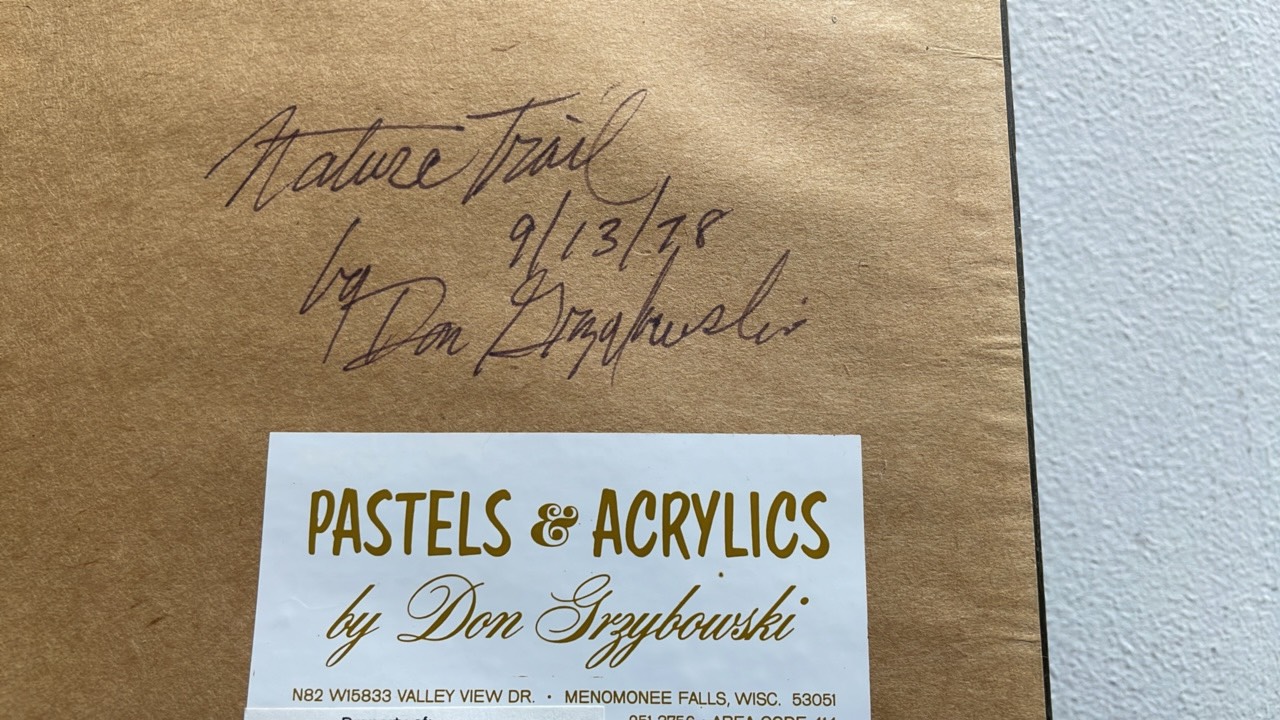 Nature Trail
9/13/78
by Don Grzybowski
PASTELS & ACRYLICS
by Don Grzybowski
N82 W15833 VALLEY VIEW DR. • MENOMONEE FALLS, WISC. 53051